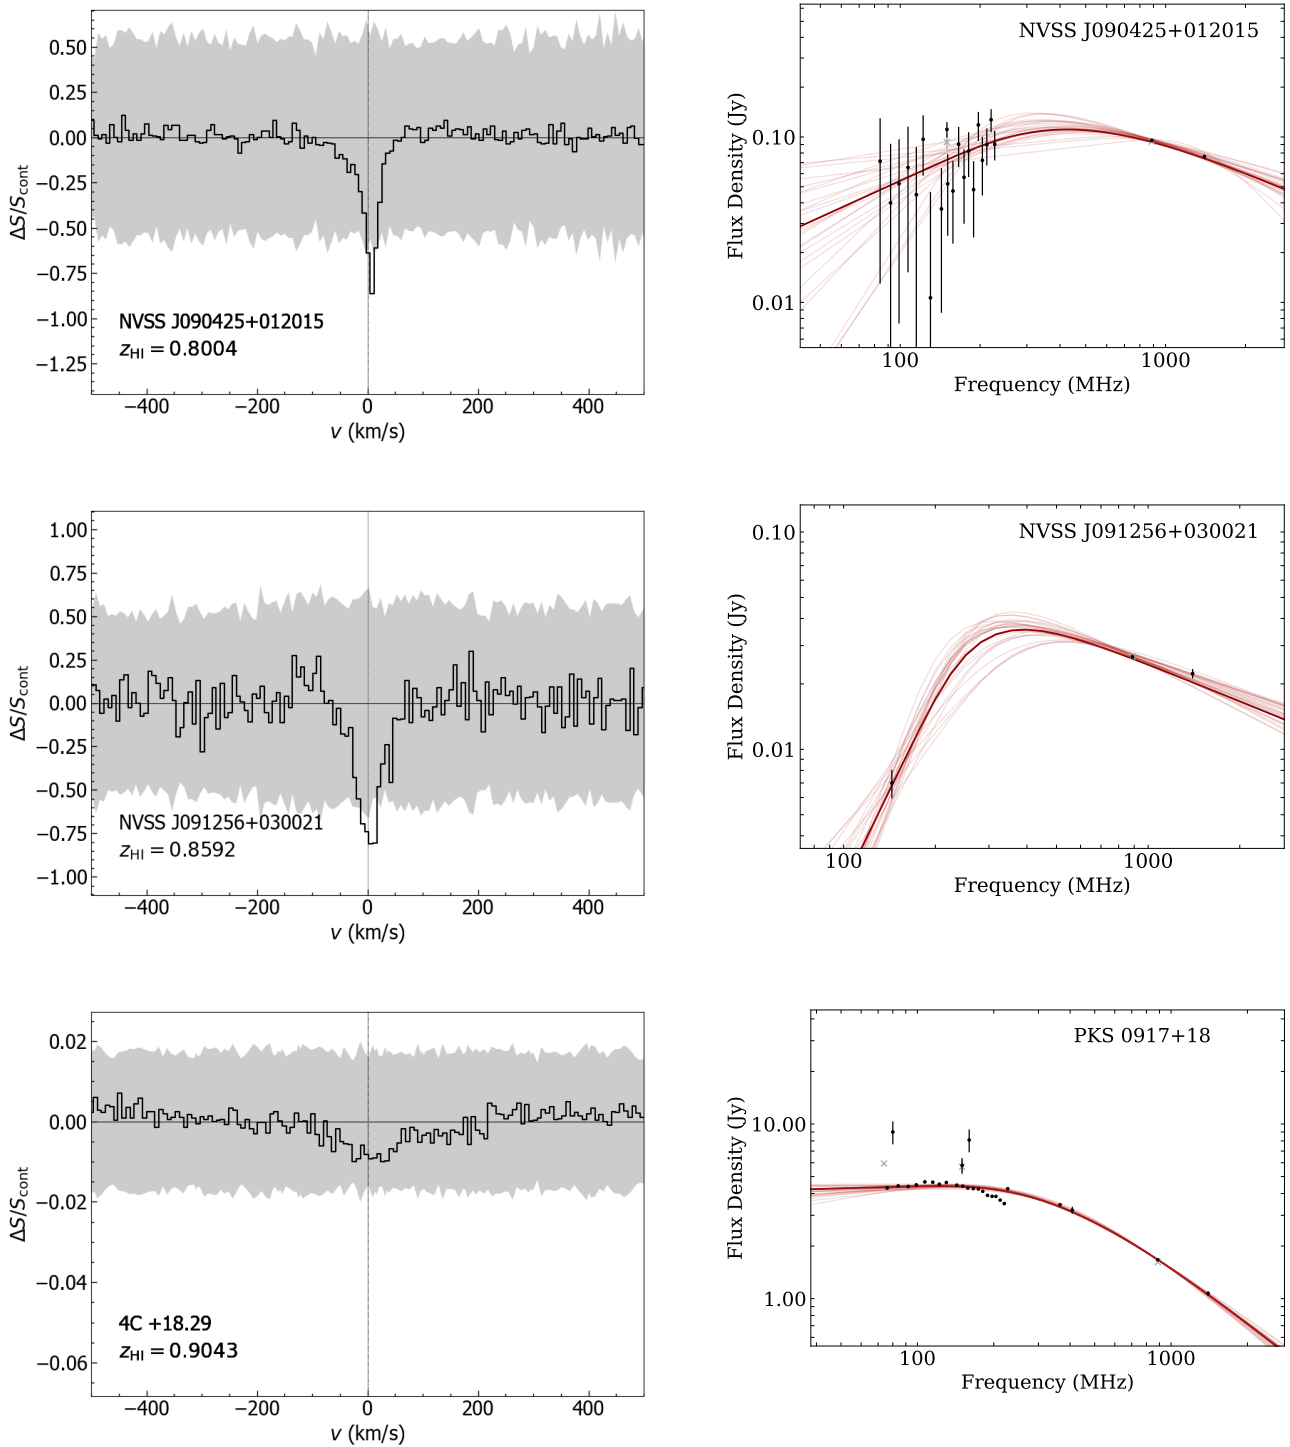 0.50
0.25
0.00
−0.25
−0.50
−0.75
−1.00
−1.25
ΔS/S_cont
NVSS J090425+012015
z_HI = 0.8004
−400 −200 0 200 400
v (km/s)
NVSS J090425+012015
0.10
0.01
Flux Density (Jy)
100 1000
Frequency (MHz)
1.00
0.75
0.50
0.25
0.00
−0.25
−0.50
−0.75
−1.00
ΔS/S_cont
NVSS J091256+030021
z_HI = 0.8592
−400 −200 0 200 400
v (km/s)
NVSS J091256+030021
0.10
0.01
Flux Density (Jy)
100 1000
Frequency (MHz)
0.02
0.00
−0.02
−0.04
−0.06
ΔS/S_cont
4C +18.29
z_HI = 0.9043
−400 −200 0 200 400
v (km/s)
PKS 0917+18
10.00
1.00
Flux Density (Jy)
100 1000
Frequency (MHz)